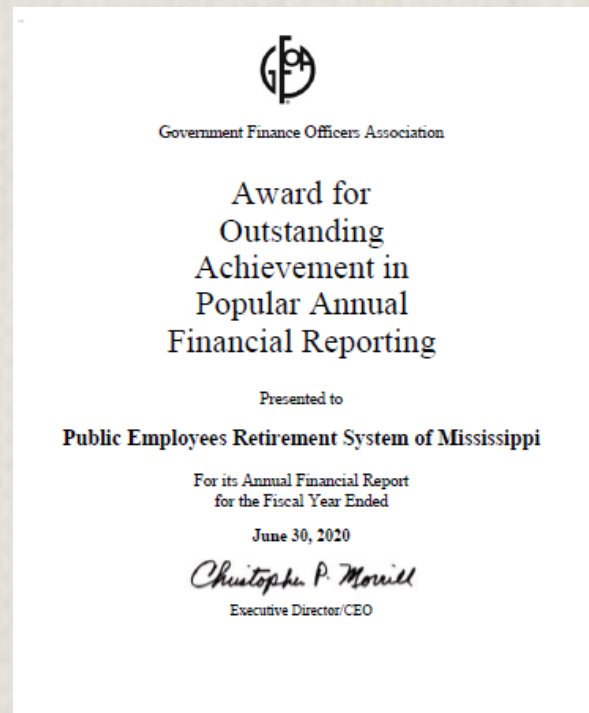 GFOA
Government Finance Officers Association
Award for
Outstanding
Achievement in
Popular Annual
Financial Reporting
Presented to
Public Employees Retirement System of Mississippi
For its Annual Financial Report
for the Fiscal Year Ended
June 30, 2020
Christopher P. Morrill
Executive Director/CEO